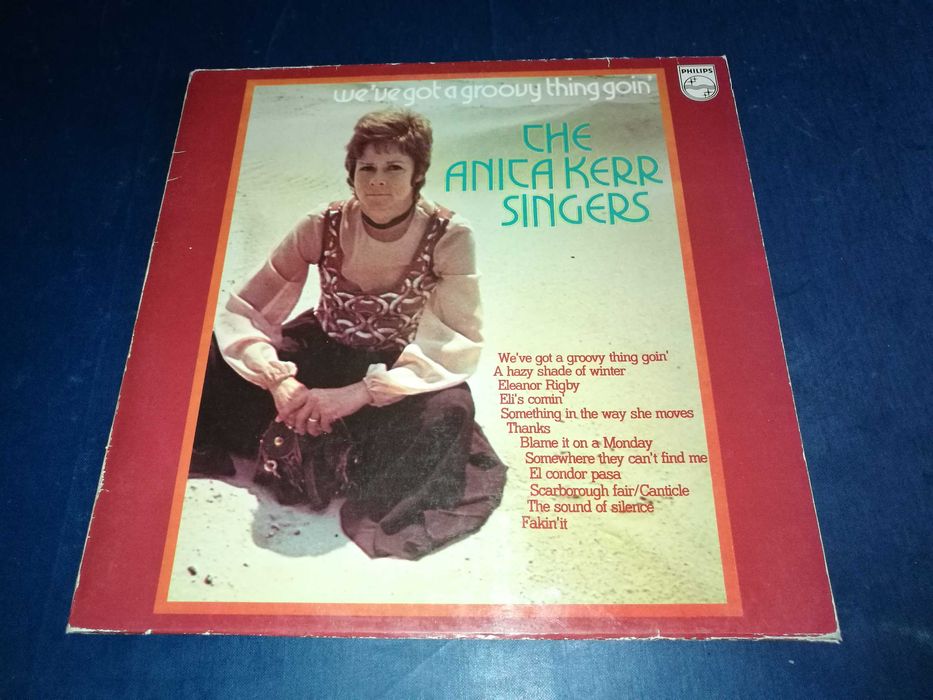 we've got a groovy thing goin'
PHILIPS
THE
ANITA KERR
SINGERS
We've got a groovy thing goin'
A hazy shade of winter
Eleanor Rigby
Eli's comin'
Something in the way she moves
Thanks
Blame it on a Monday
Somewhere they can't find me
El condor pasa
Scarborough fair/Canticle
The sound of silence
Fakin'it